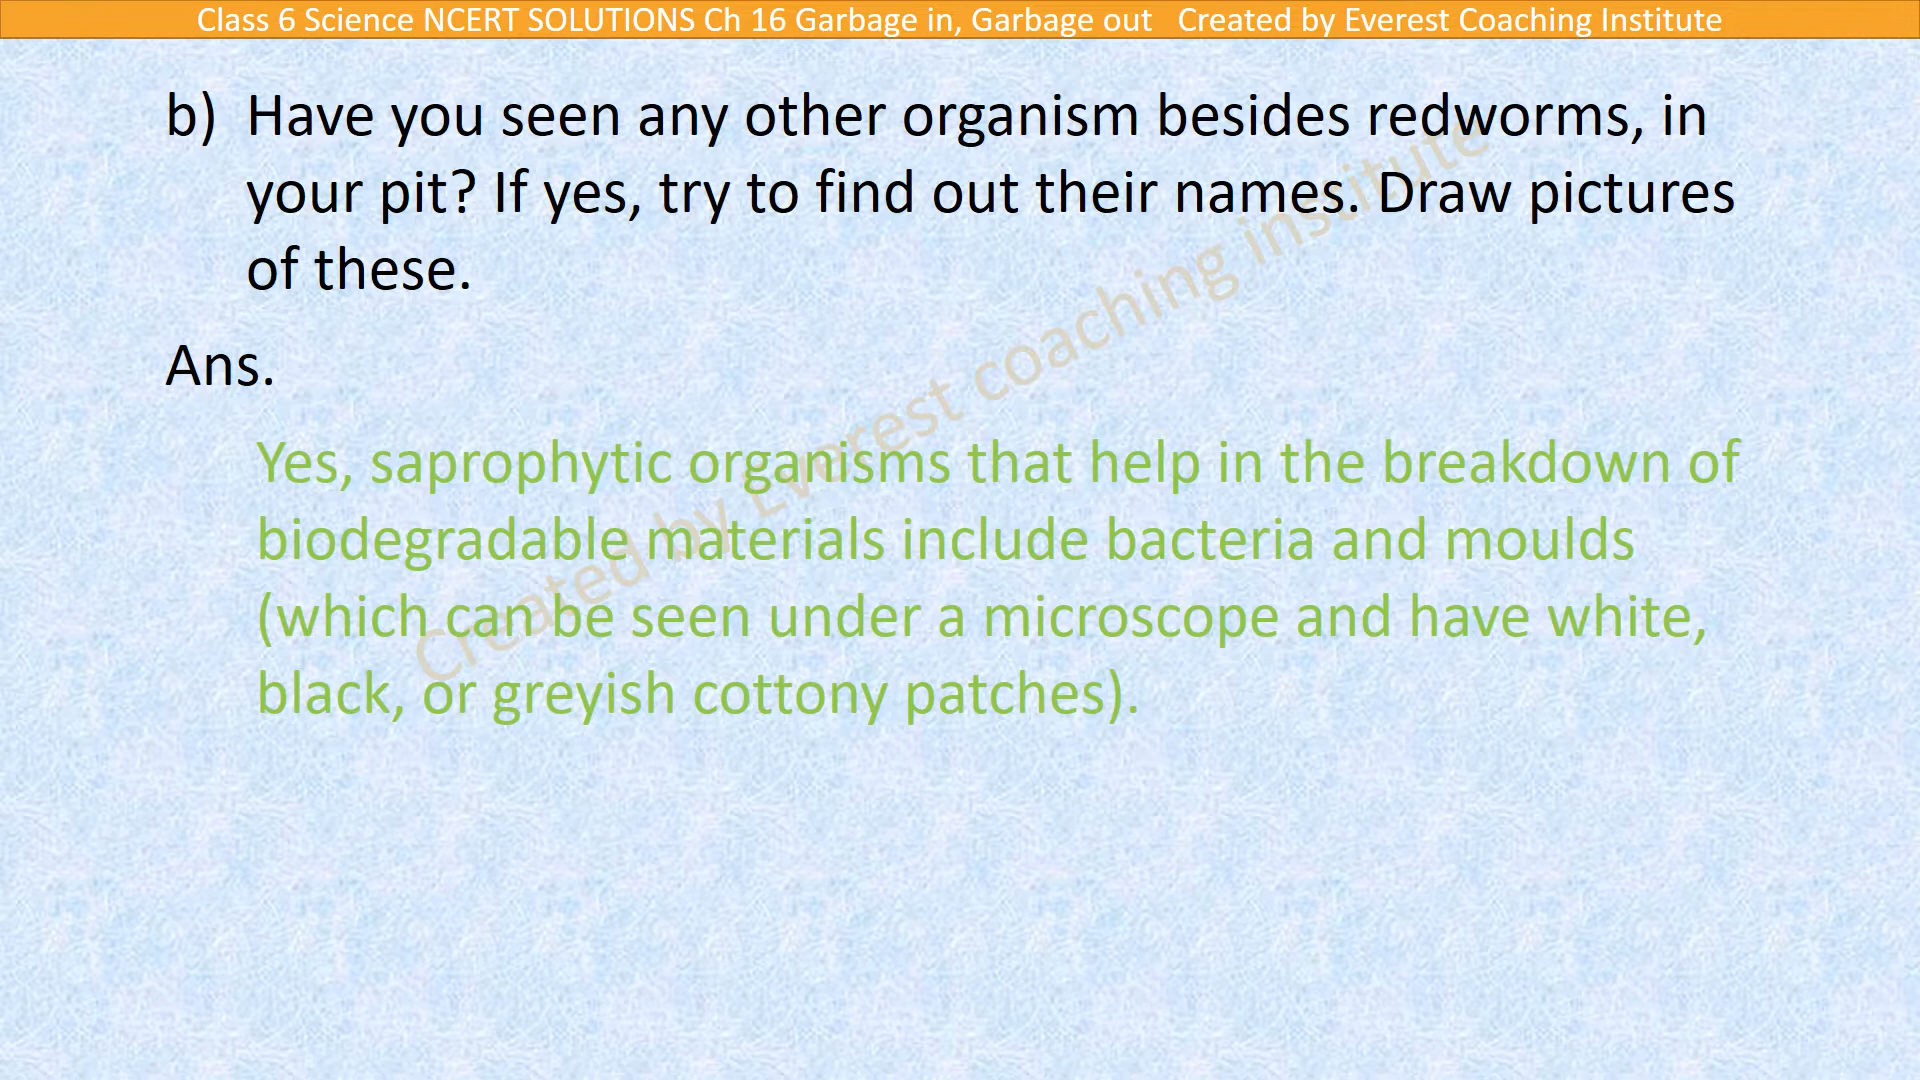 Class 6 Science NCERT SOLUTIONS Ch 16 Garbage in, Garbage out Created by Everest Coaching Institute
b) Have you seen any other organism besides redworms, in
your pit? If yes, try to find out their names. Draw pictures
of these.
Ans.
Yes, saprophytic organisms that help in the breakdown of
biodegradable materials include bacteria and moulds
(which can be seen under a microscope and have white,
black, or greyish cottony patches).
Created by Everest coaching institute